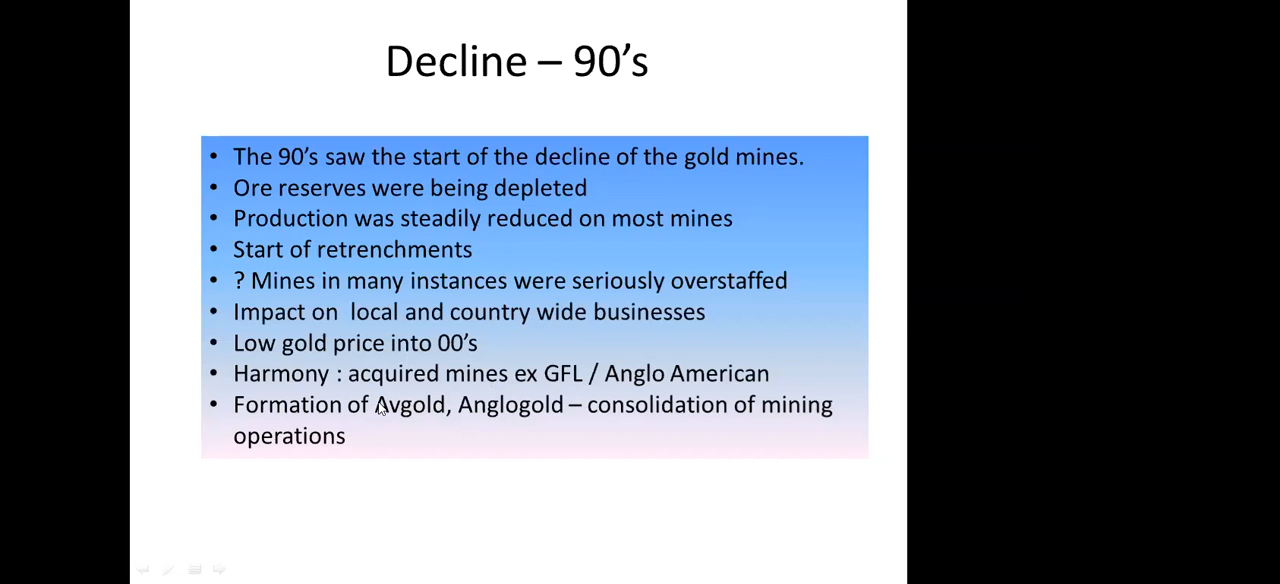 Decline – 90’s
• The 90’s saw the start of the decline of the gold mines.
• Ore reserves were being depleted
• Production was steadily reduced on most mines
• Start of retrenchments
• ? Mines in many instances were seriously overstaffed
• Impact on  local and country wide businesses
• Low gold price into 00’s
• Harmony : acquired mines ex GFL / Anglo American
• Formation of Avgold, Anglogold – consolidation of mining
operations